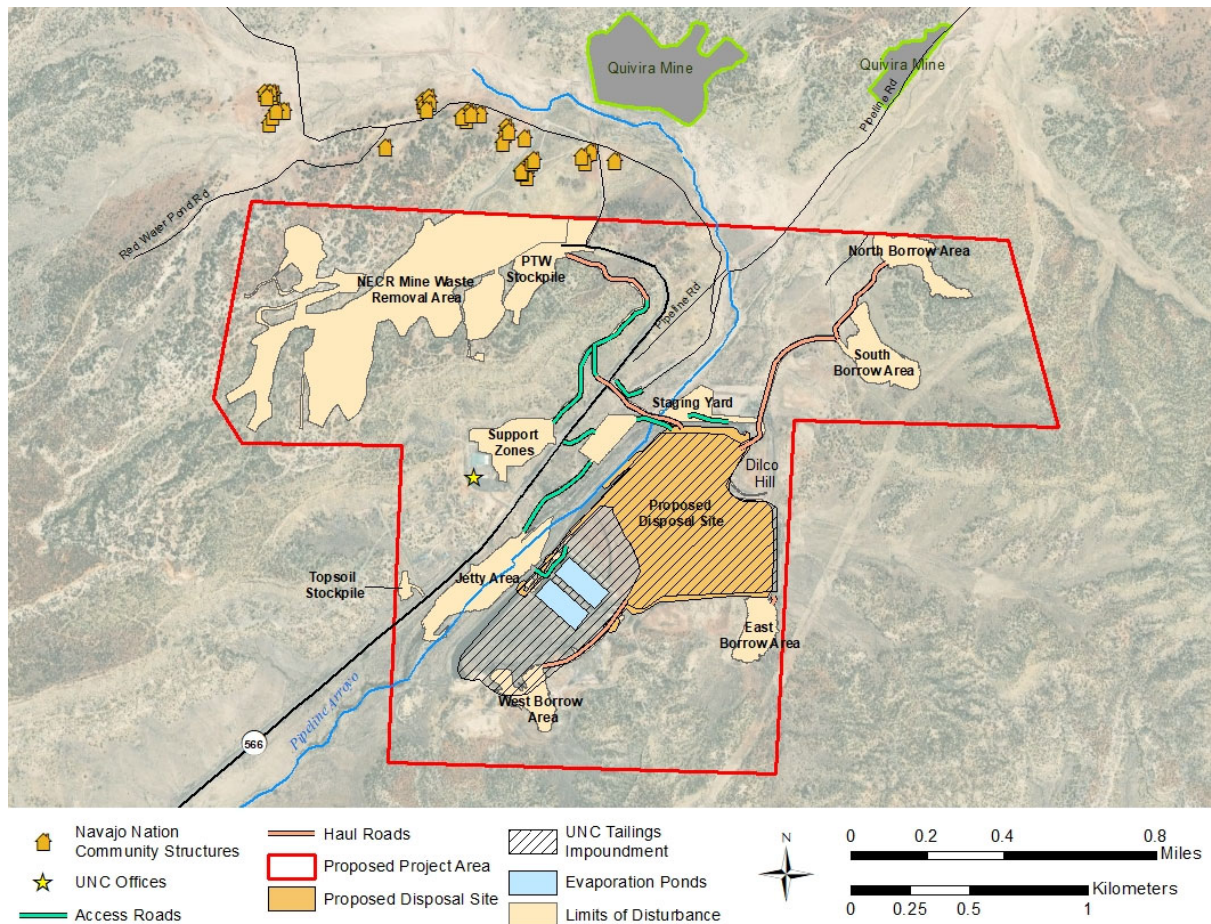 Quivira Mine
Quivira Mine
Pipeline Rd
Red Water Pond Rd
North Borrow Area
PTW
Stockpile
NECR Mine Waste
Removal Area
Pipeline Rd
South
Borrow Area
Staging Yard
Support
Zones
Dilco
Hill
Proposed
Disposal Site
Topsoil
Stockpile
Jetty Area
East
Borrow Area
West Borrow
Area
Pipeline Arroyo
566
Navajo Nation
Community Structures
UNC Offices
Access Roads
Haul Roads
Proposed Project Area
Proposed Disposal Site
UNC Tailings
Impoundment
Evaporation Ponds
Limits of Disturbance
N
0 0.2 0.4 0.8
Miles
Kilometers
0 0.25 0.5 1